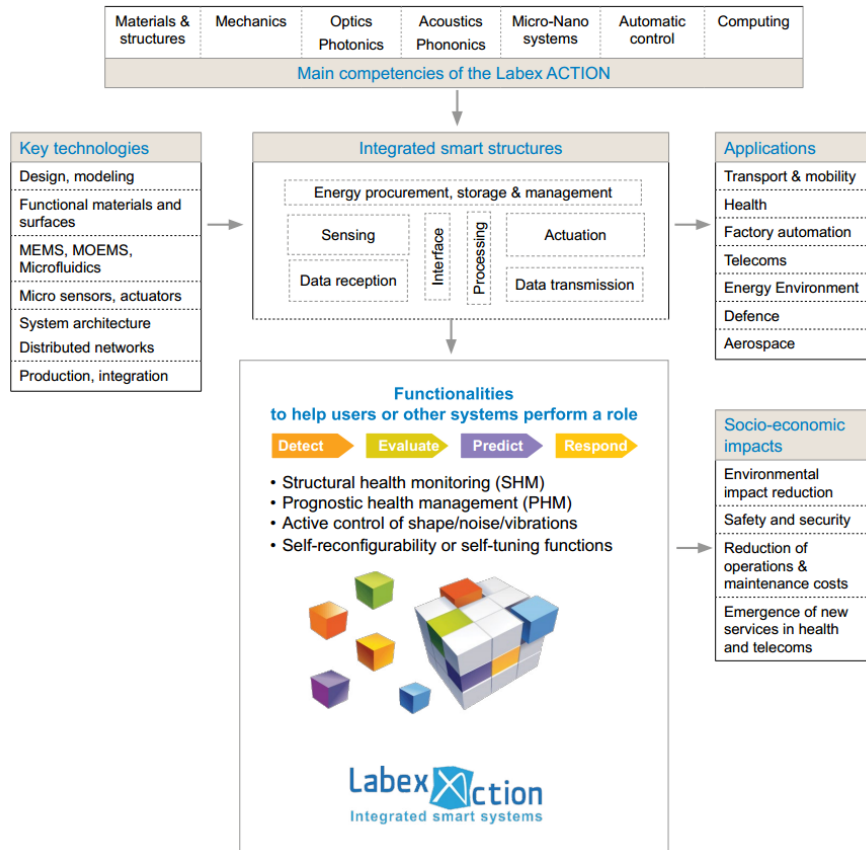 Materials &
structures
Mechanics
Optics
Photonics
Acoustics
Phononics
Micro-Nano
systems
Automatic
control
Computing
Main competencies of the Labex ACTION
Key technologies
Design, modeling
Functional materials and
surfaces
MEMS, MOEMS,
Microfluidics
Micro sensors, actuators
System architecture
Distributed networks
Production, integration
Integrated smart structures
Energy procurement, storage & management
Sensing
Data reception
Interface
Processing
Actuation
Data transmission
Applications
Transport & mobility
Health
Factory automation
Telecoms
Energy Environment
Defence
Aerospace
Functionalities
to help users or other systems perform a role
Detect
Evaluate
Predict
Respond
• Structural health monitoring (SHM)
• Prognostic health management (PHM)
• Active control of shape/noise/vibrations
• Self-reconfigurability or self-tuning functions
Socio-economic
impacts
Environmental
impact reduction
Safety and security
Reduction of
operations &
maintenance costs
Emergence of new
services in health
and telecoms
Labex Action
Integrated smart systems